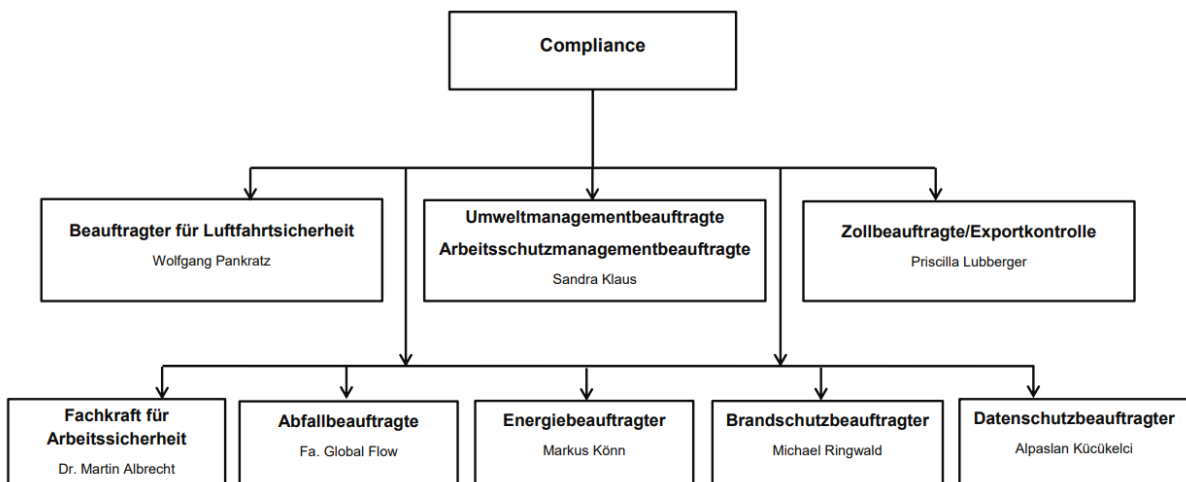 Compliance
Beauftragter für Luftfahrtsicherheit
Wolfgang Pankratz
Umweltmanagementbeauftragte
Arbeitsschutzmanagementbeauftragte
Sandra Klaus
Zollbeauftragte/Exportkontrolle
Priscilla Lubberger
Fachkraft für
Arbeitssicherheit
Dr. Martin Albrecht
Abfallbeauftragte
Fa. Global Flow
Energiebeauftragter
Markus Könn
Brandschutzbeauftragter
Michael Ringwald
Datenschutzbeauftragter
Alpaslan Kücükelci